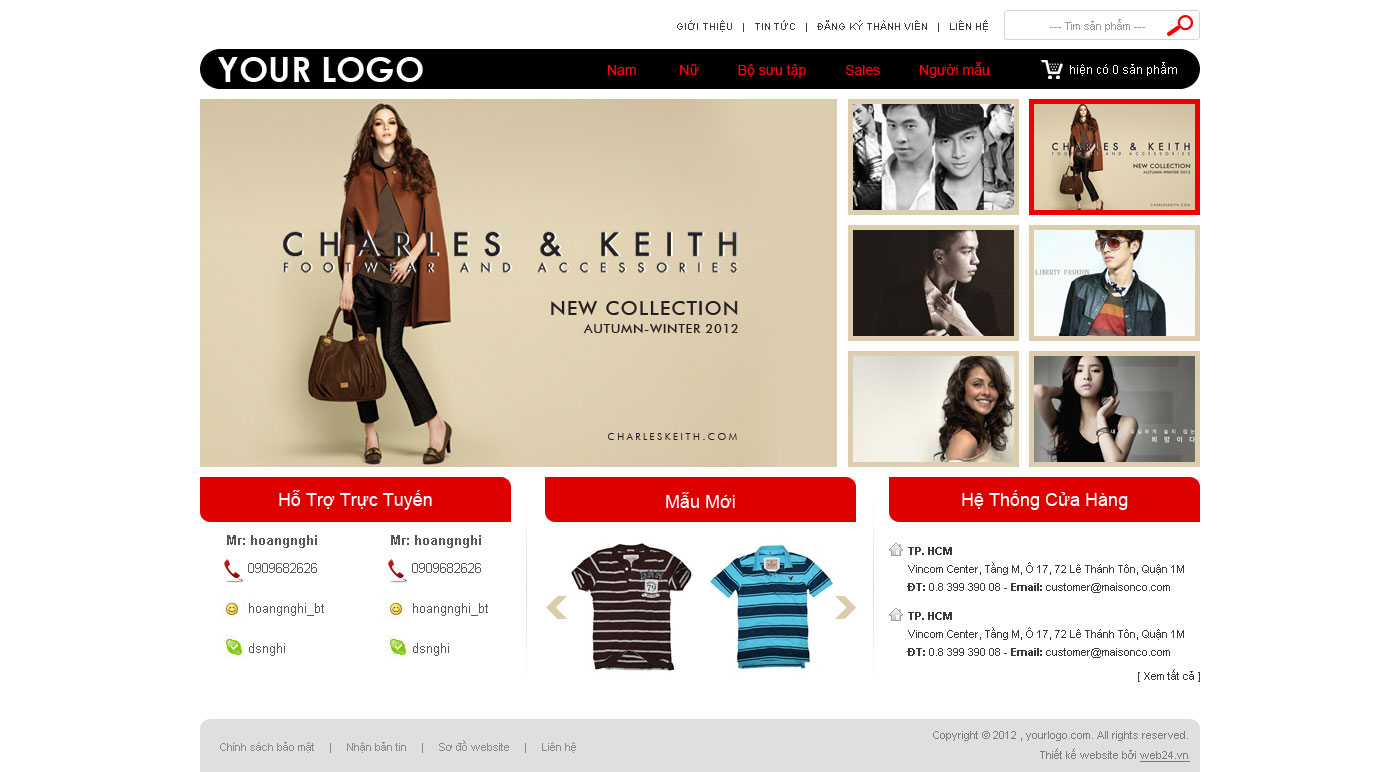 GIỚI THIỆU | TIN TỨC | ĐĂNG KÝ THÀNH VIÊN | LIÊN HỆ
--- Tìm sản phẩm ---
YOUR LOGO
Nam Nữ Bộ sưu tập Sales Người mẫu
hiện có 0 sản phẩm
CHARLES & KEITH
FOOTWEAR AND ACCESSORIES
NEW COLLECTION
AUTUMN-WINTER 2012
CHARLESKEITH.COM
CHARLES & KEITH
FOOTWEAR AND ACCESSORIES
NEW COLLECTION
AUTUMN-WINTER 2012
CHARLESKEITH.COM
LIBERTY FASHION
희망이다
Hỗ Trợ Trực Tuyến
Mr: hoangnghi Mr: hoangnghi
0909682626 0909682626
hoangnghi_bt hoangnghi_bt
dsnghi dsnghi
Mẫu Mới
79
Hệ Thống Cửa Hàng
TP. HCM
Vincom Center, Tầng M, Ô 17, 72 Lê Thánh Tôn, Quận 1M
ĐT: 0.8 399 390 08 - Email: customer@maisonco.com
TP. HCM
Vincom Center, Tầng M, Ô 17, 72 Lê Thánh Tôn, Quận 1M
ĐT: 0.8 399 390 08 - Email: customer@maisonco.com
[ Xem tất cả ]
Chính sách bảo mật | Nhận bản tin | Sơ đồ website | Liên hệ
Copyright © 2012 , yourlogo.com. All rights reserved.
Thiết kế website bởi web24.vn